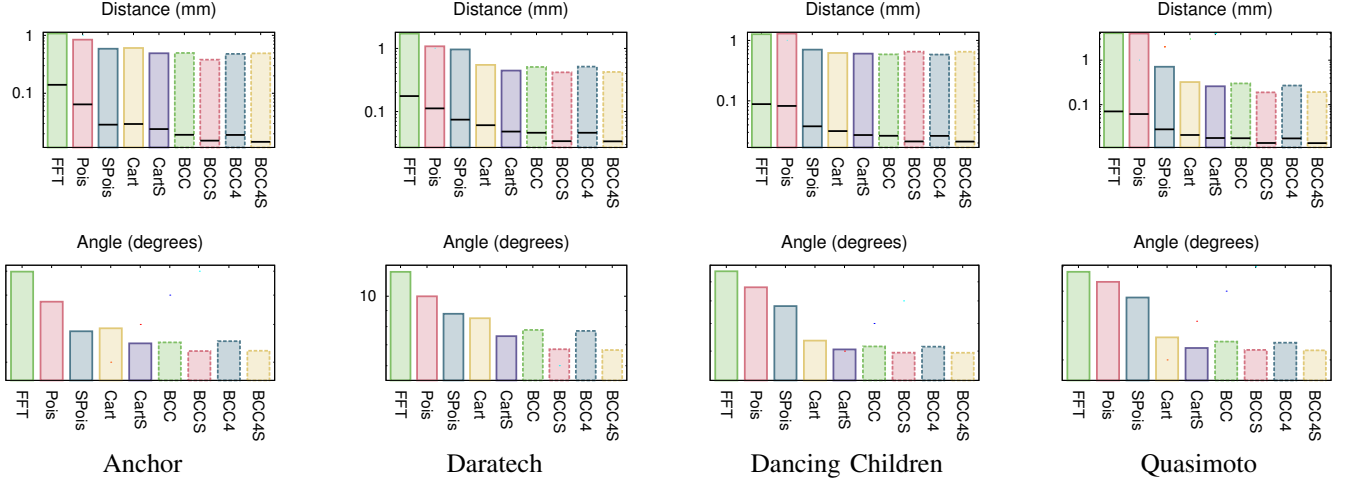 Distance (mm) Distance (mm) Distance (mm) Distance (mm)
1 1 1 1
0.1 0.1 0.1 0.1
FFT Pois SPois Cart CartS BCC BCCS BCC4 BCC4S FFT Pois SPois Cart CartS BCC BCCS BCC4 BCC4S FFT Pois SPois Cart CartS BCC BCCS BCC4 BCC4S FFT Pois SPois Cart CartS BCC BCCS BCC4 BCC4S
Angle (degrees) Angle (degrees) Angle (degrees) Angle (degrees)
10
FFT Pois SPois Cart CartS BCC BCCS BCC4 BCC4S FFT Pois SPois Cart CartS BCC BCCS BCC4 BCC4S FFT Pois SPois Cart CartS BCC BCCS BCC4 BCC4S FFT Pois SPois Cart CartS BCC BCCS BCC4 BCC4S
Anchor Daratech Dancing Children Quasimoto